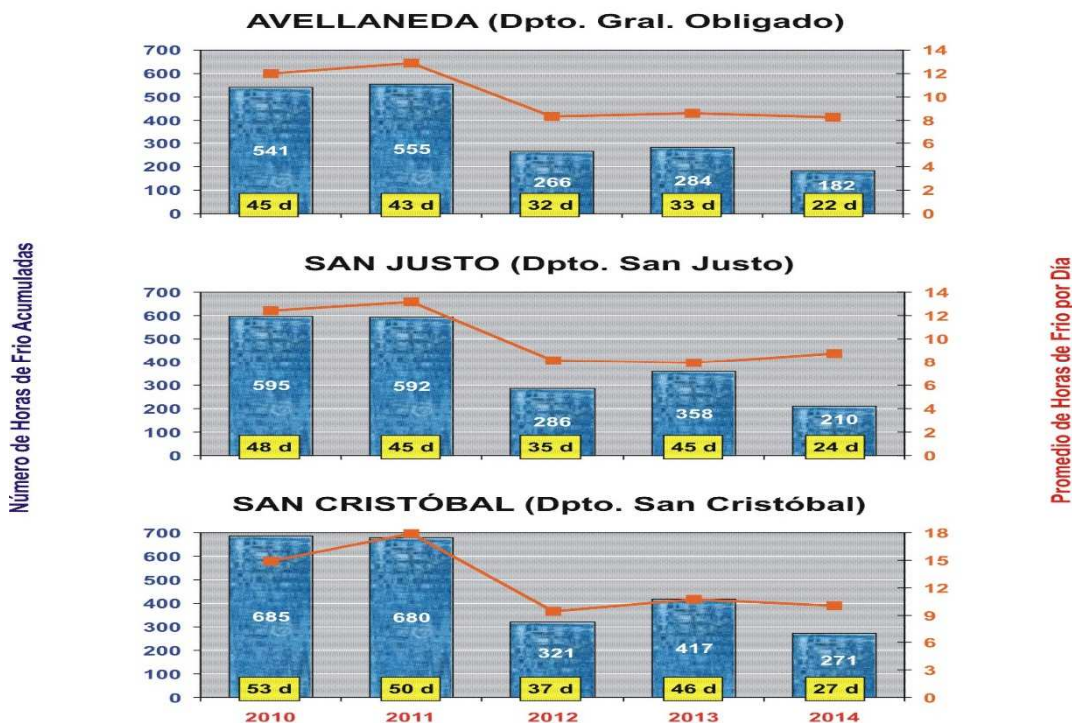 AVELLANEDA (Dpto. Gral. Obligado)
700 600 500 400 300 200 100 0
14 12 10 8 6 4 2 0
541 555 266 284 182
45 d 43 d 32 d 33 d 22 d
Número de Horas de Frio Acumuladas
Promedio de Horas de Frio por Día
SAN JUSTO (Dpto. San Justo)
700 600 500 400 300 200 100 0
14 12 10 8 6 4 2 0
595 592 286 358 210
48 d 45 d 35 d 45 d 24 d
SAN CRISTÓBAL (Dpto. San Cristóbal)
700 600 500 400 300 200 100 0
18 15 12 9 6 3 0
685 680 321 417 271
53 d 50 d 37 d 46 d 27 d
2010 2011 2012 2013 2014